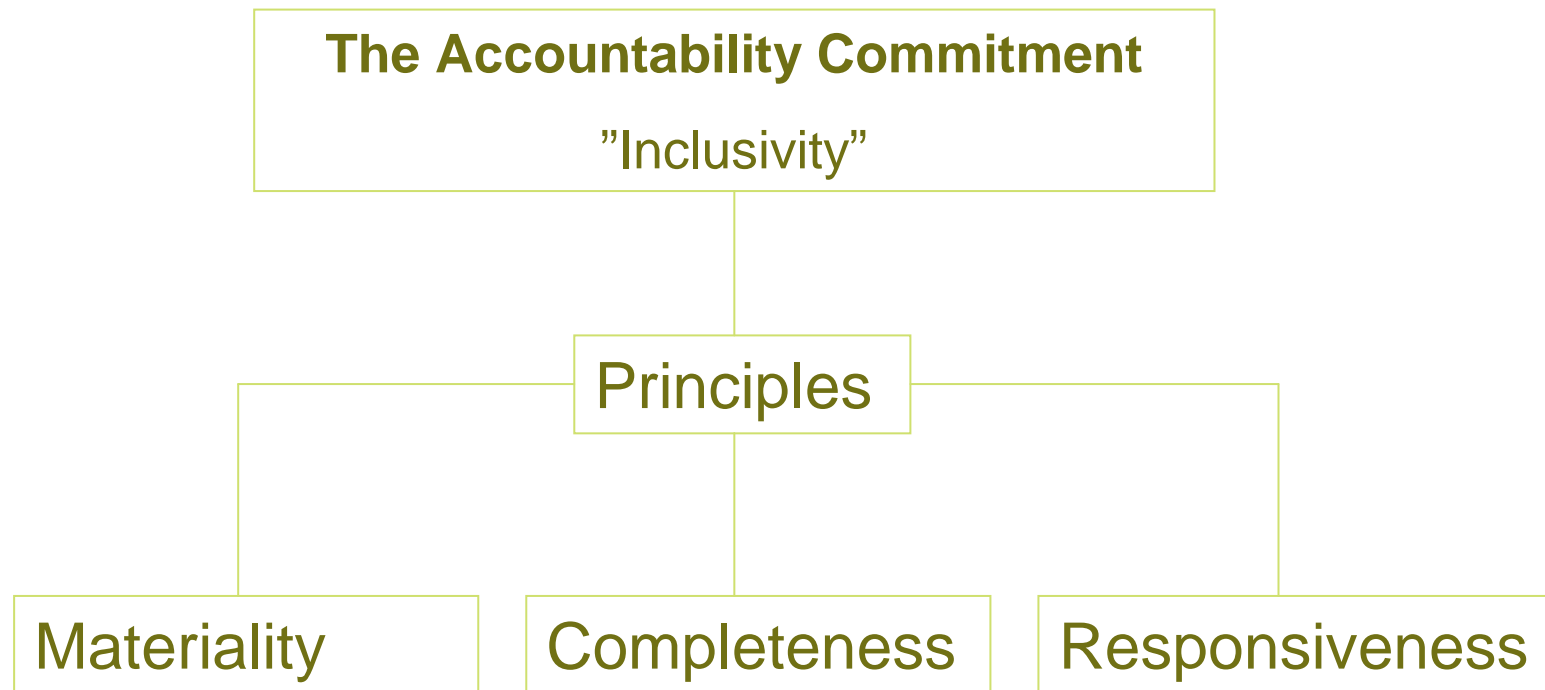 The Accountability Commitment
”Inclusivity”
Principles
Materiality
Completeness
Responsiveness